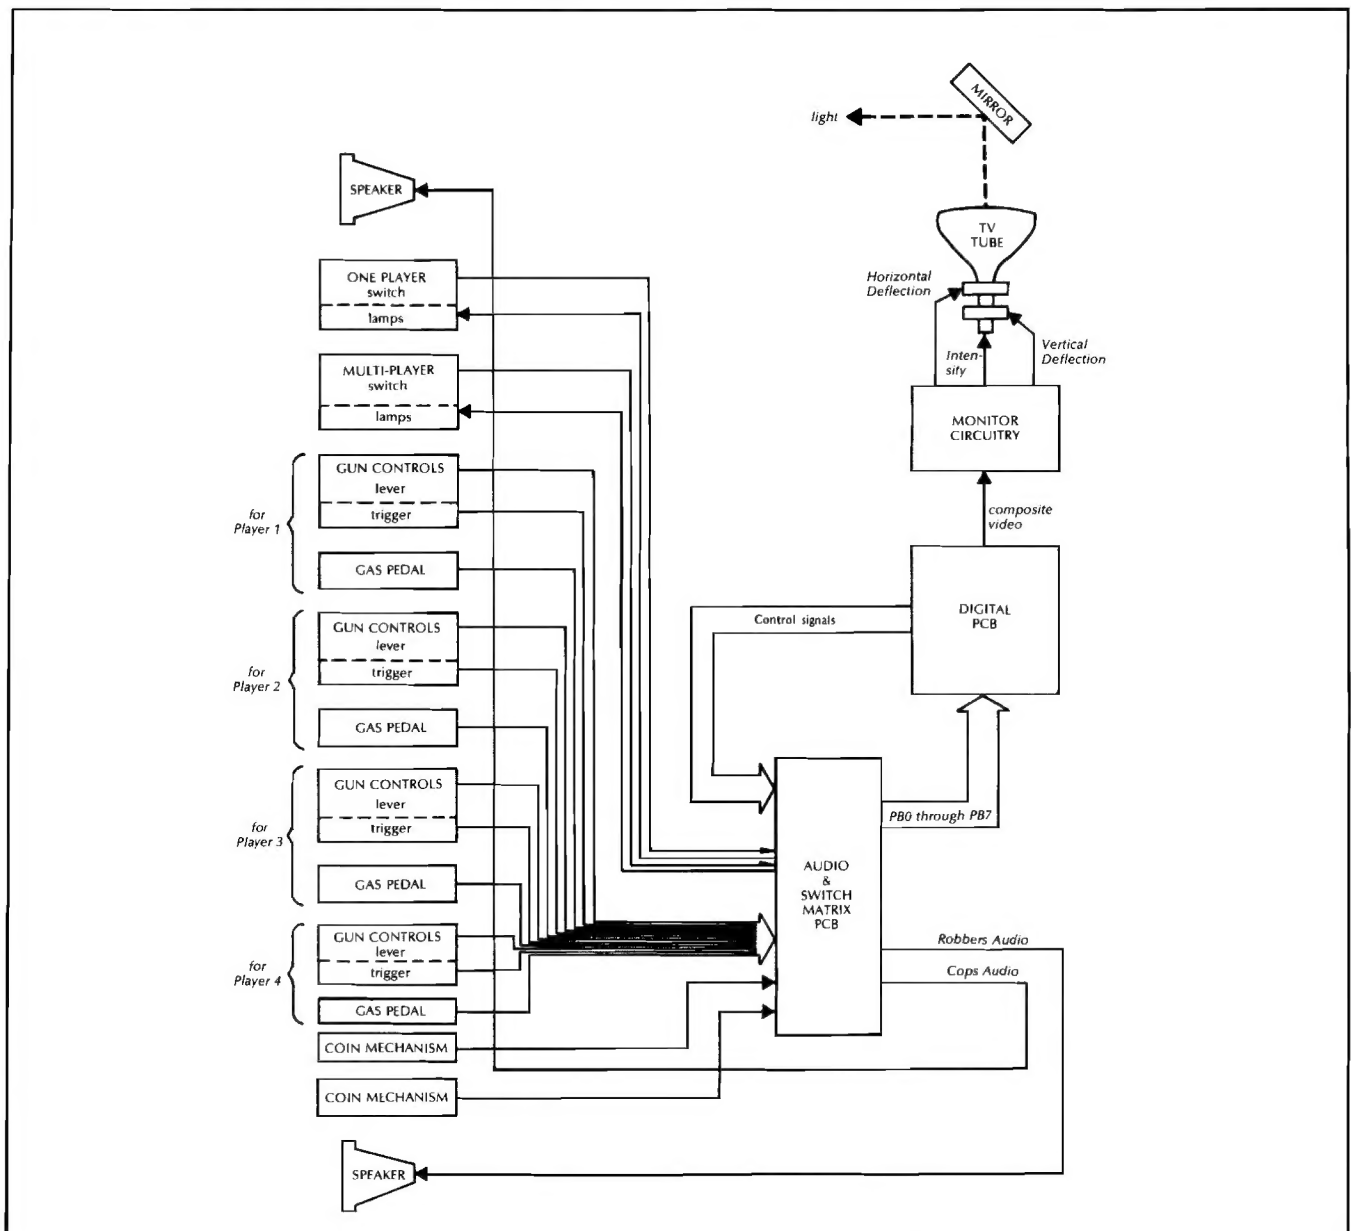 MIRROR
light
SPEAKER
TV
TUBE
ONE PLAYER
switch
lamps
Horizontal
Deflection
Inten-
sity
Vertical
Deflection
MULTI-PLAYER
switch
lamps
MONITOR
CIRCUITRY
for
Player 1
GUN CONTROLS
lever
trigger
GAS PEDAL
composite
video
for
Player 2
GUN CONTROLS
lever
trigger
GAS PEDAL
DIGITAL
PCB
Control signals
for
Player 3
GUN CONTROLS
lever
trigger
GAS PEDAL
PB0 through PB7
AUDIO
&
SWITCH
MATRIX
PCB
for
Player 4
GUN CONTROLS
lever
trigger
GAS PEDAL
Robbers Audio
Cops Audio
COIN MECHANISM
COIN MECHANISM
SPEAKER